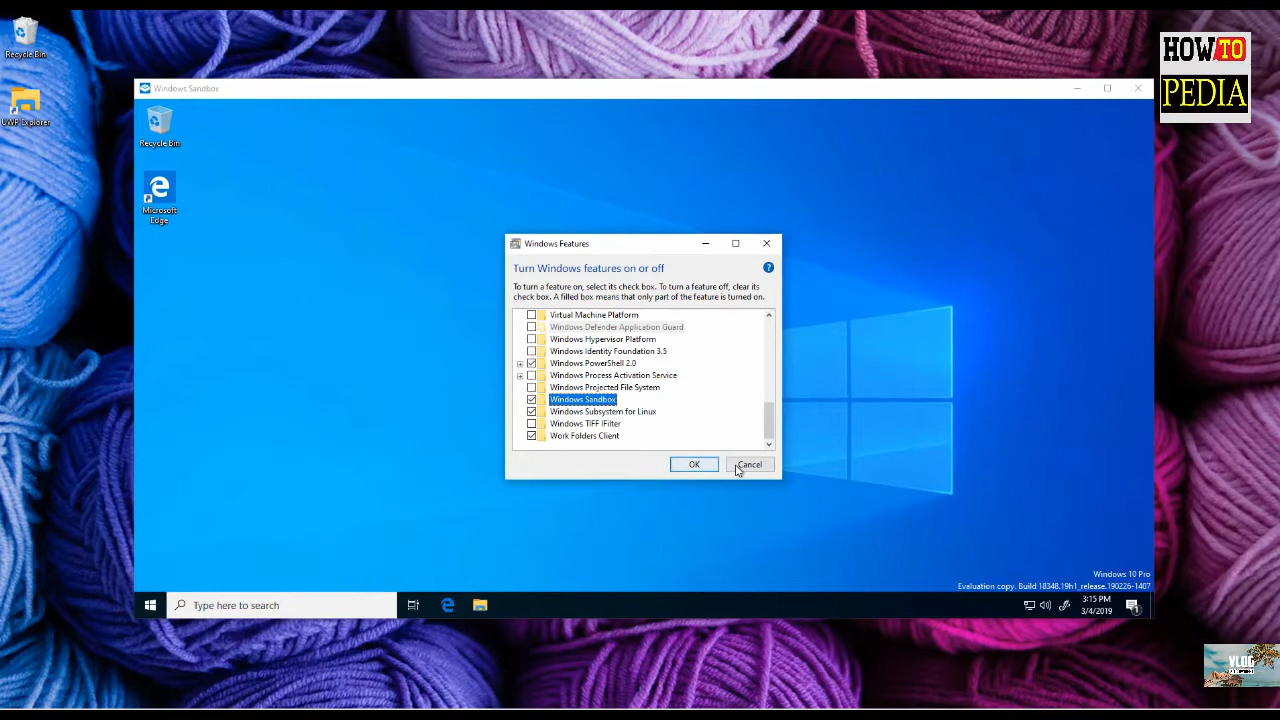 Recycle Bin
UWP Explorer
HOW TO
PEDIA
Windows Sandbox
Recycle Bin
Microsoft
Edge
Windows Features
Turn Windows features on or off
?
To turn a feature on, select its check box. To turn a feature off, clear its
check box. A filled box means that only part of the feature is turned on.
Virtual Machine Platform
Windows Defender Application Guard
Windows Hypervisor Platform
Windows Identity Foundation 3.5
Windows PowerShell 2.0
Windows Process Activation Service
Windows Projected File System
Windows Sandbox
Windows Subsystem for Linux
Windows TIFF IFilter
Work Folders Client
OK
Cancel
Windows 10 Pro
Evaluation copy. Build 18348.19h1_release.190226-1407
Type here to search
3:15 PM
3/4/2019
1
VLOG